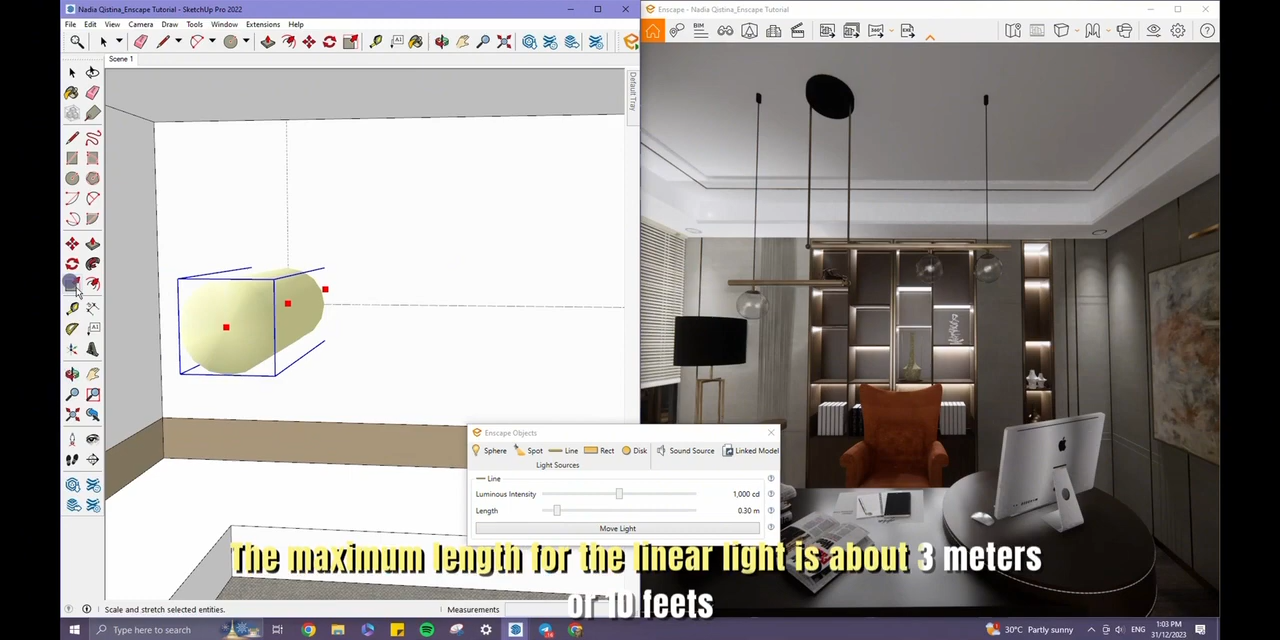 Nadia Qistina_Enscape Tutorial - SketchUp Pro 2022
File Edit View Camera Draw Tools Window Extensions Help
Scene 1
Default Tray
Enscape - Nadia Qistina_Enscape Tutorial
BIM
Enscape Objects
Sphere Spot Line Rect Disk Sound Source Linked Model
Light Sources
Line
Luminous Intensity 1,000 cd
Length 0.30 m
Move Light
The maximum length for the linear light is about 3 meters
or 10 feets
Scale and stretch selected entities.
Measurements
Type here to search
30°C Partly sunny
ENG
1:03 PM
31/12/2023